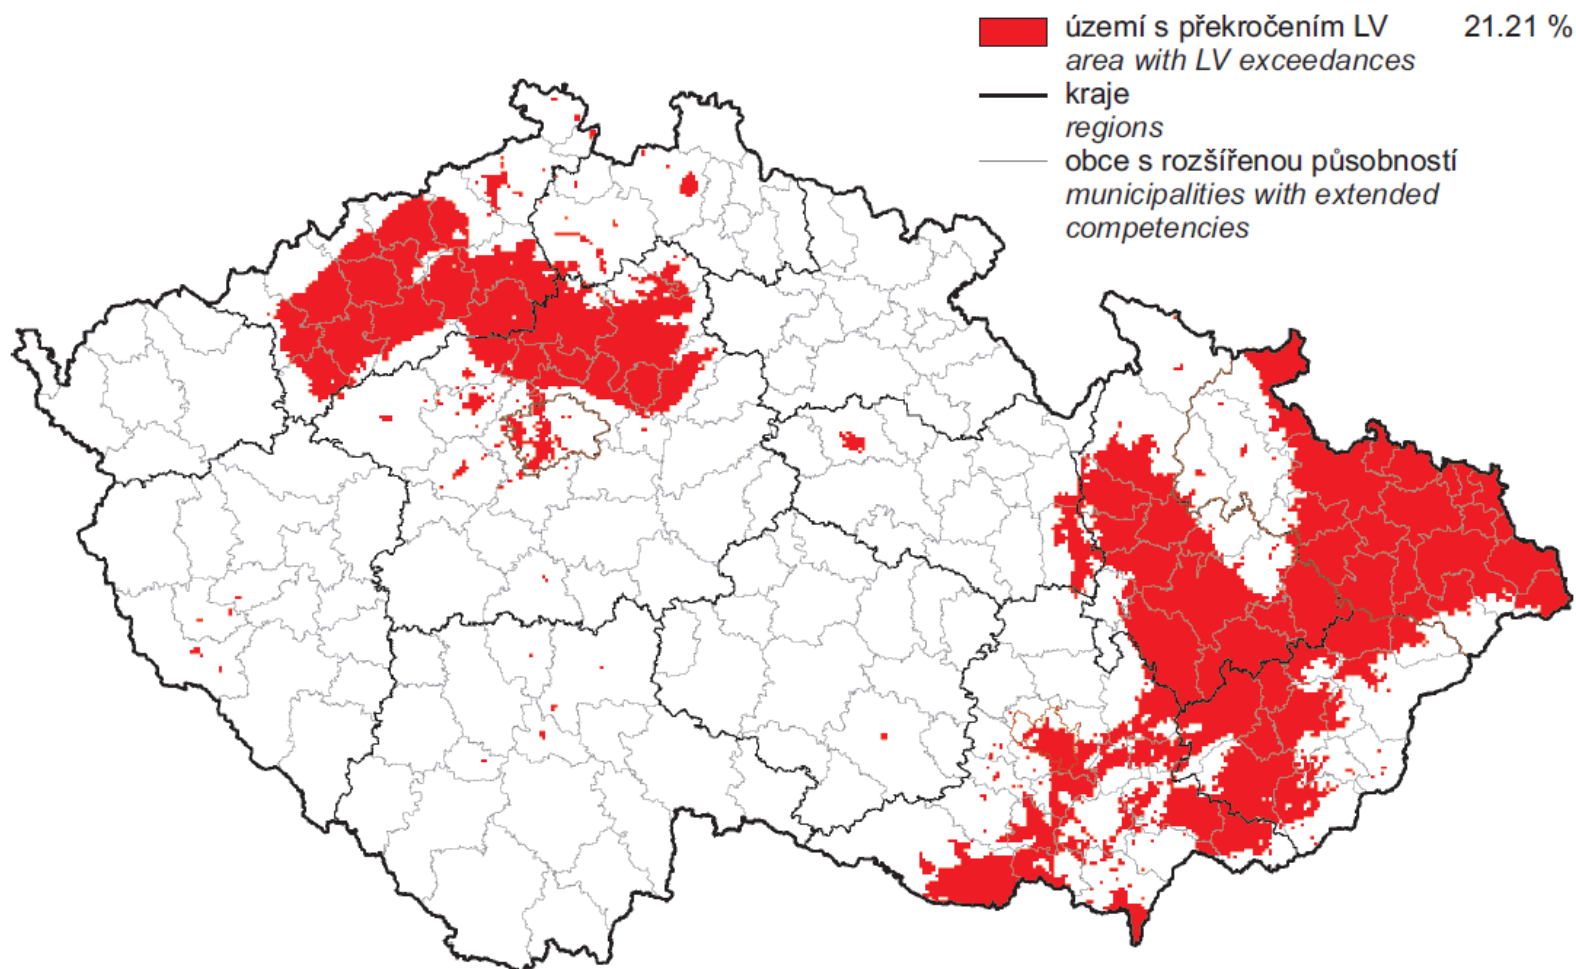 území s překročením LV 21.21 %
area with LV exceedances
kraje
regions
obce s rozšířenou působností
municipalities with extended
competencies